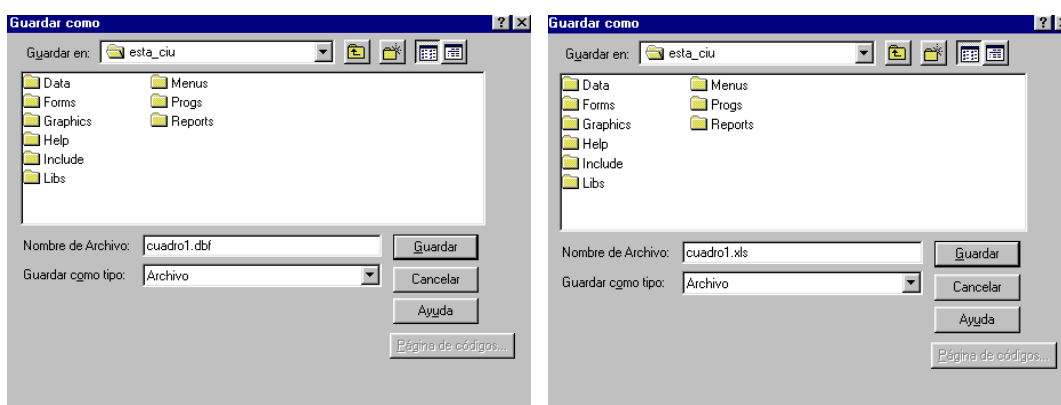 Guardar como
Guardar en: esta_ciu
Data Menus
Forms Progs
Graphics Reports
Help
Include
Libs
Nombre de Archivo: cuadro1.dbf Guardar
Guardar como tipo: Archivo Cancelar
Ayuda
Página de códigos...
Guardar como
Guardar en: esta_ciu
Data Menus
Forms Progs
Graphics Reports
Help
Include
Libs
Nombre de Archivo: cuadro1.xls Guardar
Guardar como tipo: Archivo Cancelar
Ayuda
Página de códigos...